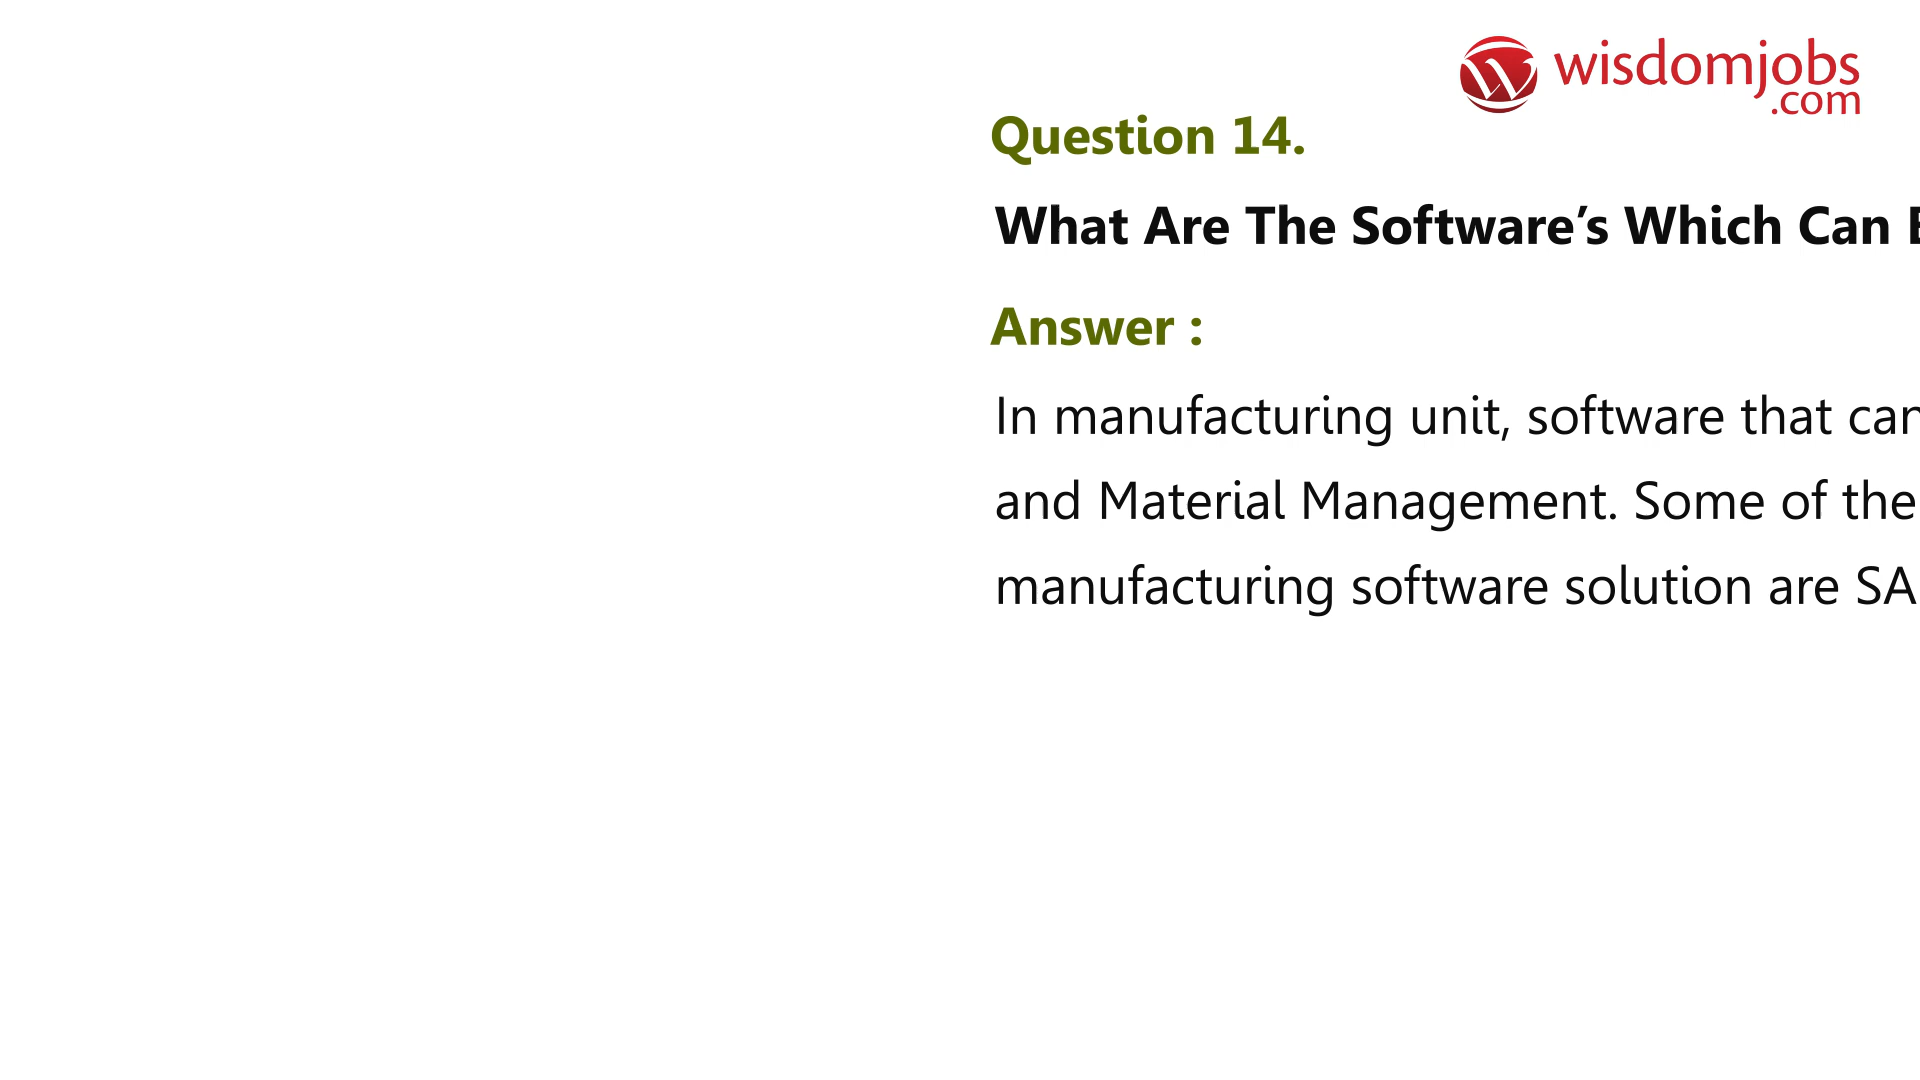 wisdomjobs
.com
Question 14.
What Are The Software’s Which Can
Answer :
In manufacturing unit, software that can
and Material Management. Some of the
manufacturing software solution are SA